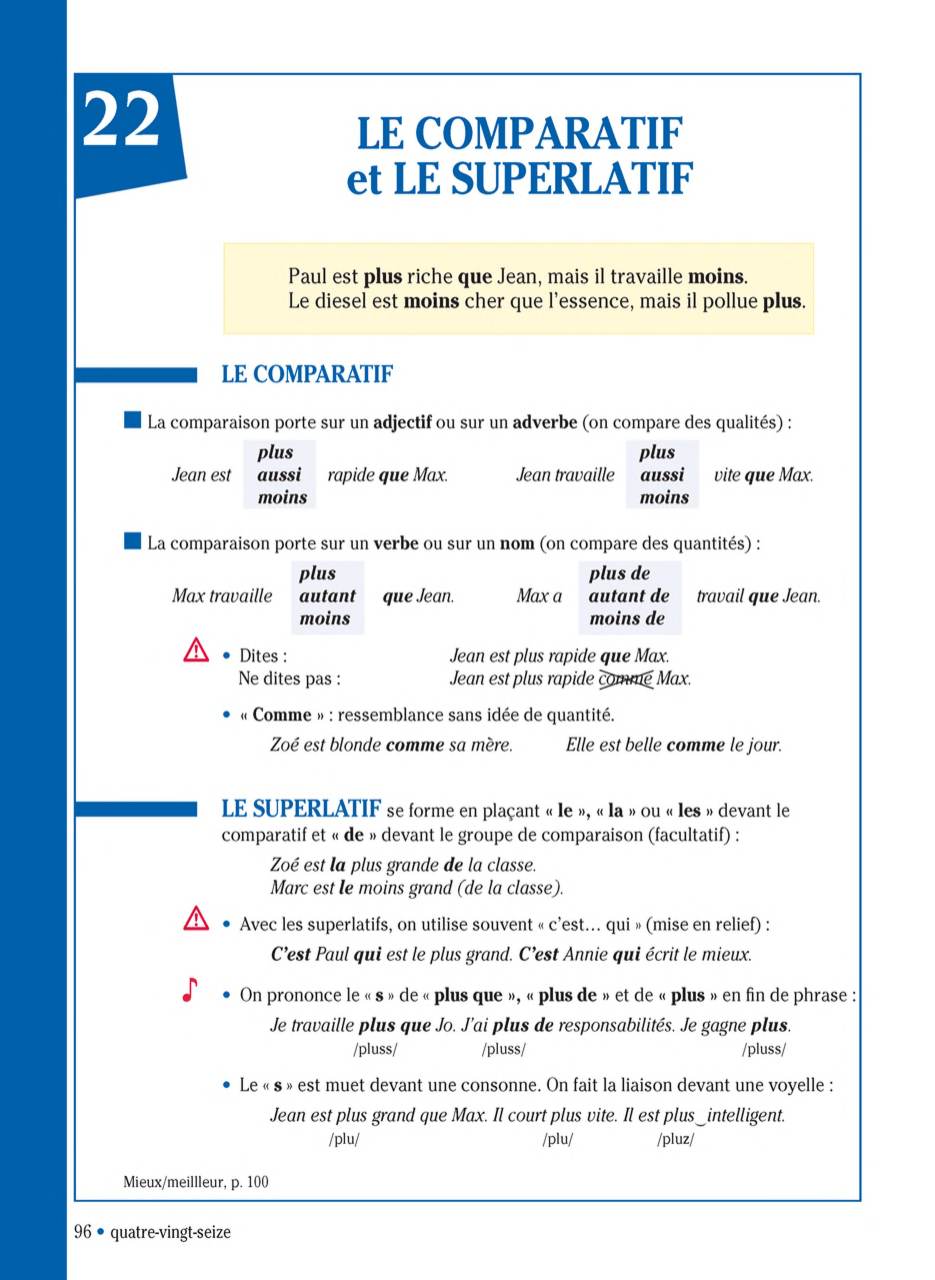 22
LE COMPARATIF
et LE SUPERLATIF
Paul est plus riche que Jean, mais il travaille moins.
Le diesel est moins cher que l’essence, mais il pollue plus.
LE COMPARATIF
La comparaison porte sur un adjectif ou sur un adverbe (on compare des qualités) :
plus plus
Jean est aussi rapide que Max. Jean travaille aussi vite que Max.
moins moins
La comparaison porte sur un verbe ou sur un nom (on compare des quantités) :
plus plus de
Max travaille autant que Jean. Max a autant de travail que Jean.
moins moins de
• Dites : Jean est plus rapide que Max.
Ne dites pas : Jean est plus rapide comme Max.
• « Comme » : ressemblance sans idée de quantité.
Zoé est blonde comme sa mère. Elle est belle comme le jour.
LE SUPERLATIF se forme en plaçant « le », « la » ou « les » devant le
comparatif et « de » devant le groupe de comparaison (facultatif) :
Zoé est la plus grande de la classe.
Marc est le moins grand (de la classe).
• Avec les superlatifs, on utilise souvent « c’est… qui » (mise en relief) :
C’est Paul qui est le plus grand. C’est Annie qui écrit le mieux.
• On prononce le « s » de « plus que », « plus de » et de « plus » en fin de phrase :
Je travaille plus que Jo. J’ai plus de responsabilités. Je gagne plus.
/pluss/ /pluss/ /pluss/
• Le « s » est muet devant une consonne. On fait la liaison devant une voyelle :
Jean est plus grand que Max. Il court plus vite. Il est plus‿intelligent.
/plu/ /plu/ /pluz/
Mieux/meillleur, p. 100
96 • quatre-vingt-seize